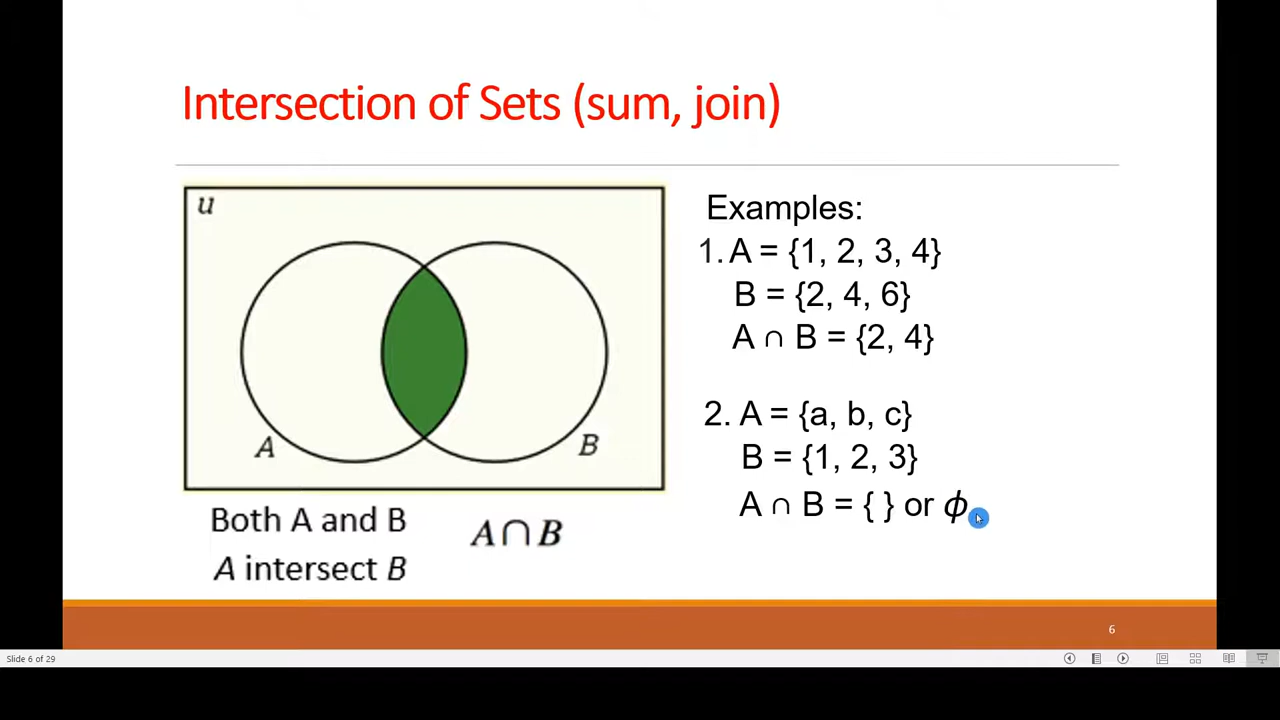 Intersection of Sets (sum, join)
u
A
B
Both A and B
A intersect B
A∩B
Examples:
1. A = {1, 2, 3, 4}
B = {2, 4, 6}
A ∩ B = {2, 4}
2. A = {a, b, c}
B = {1, 2, 3}
A ∩ B = { } or ϕ
6
Slide 6 of 29